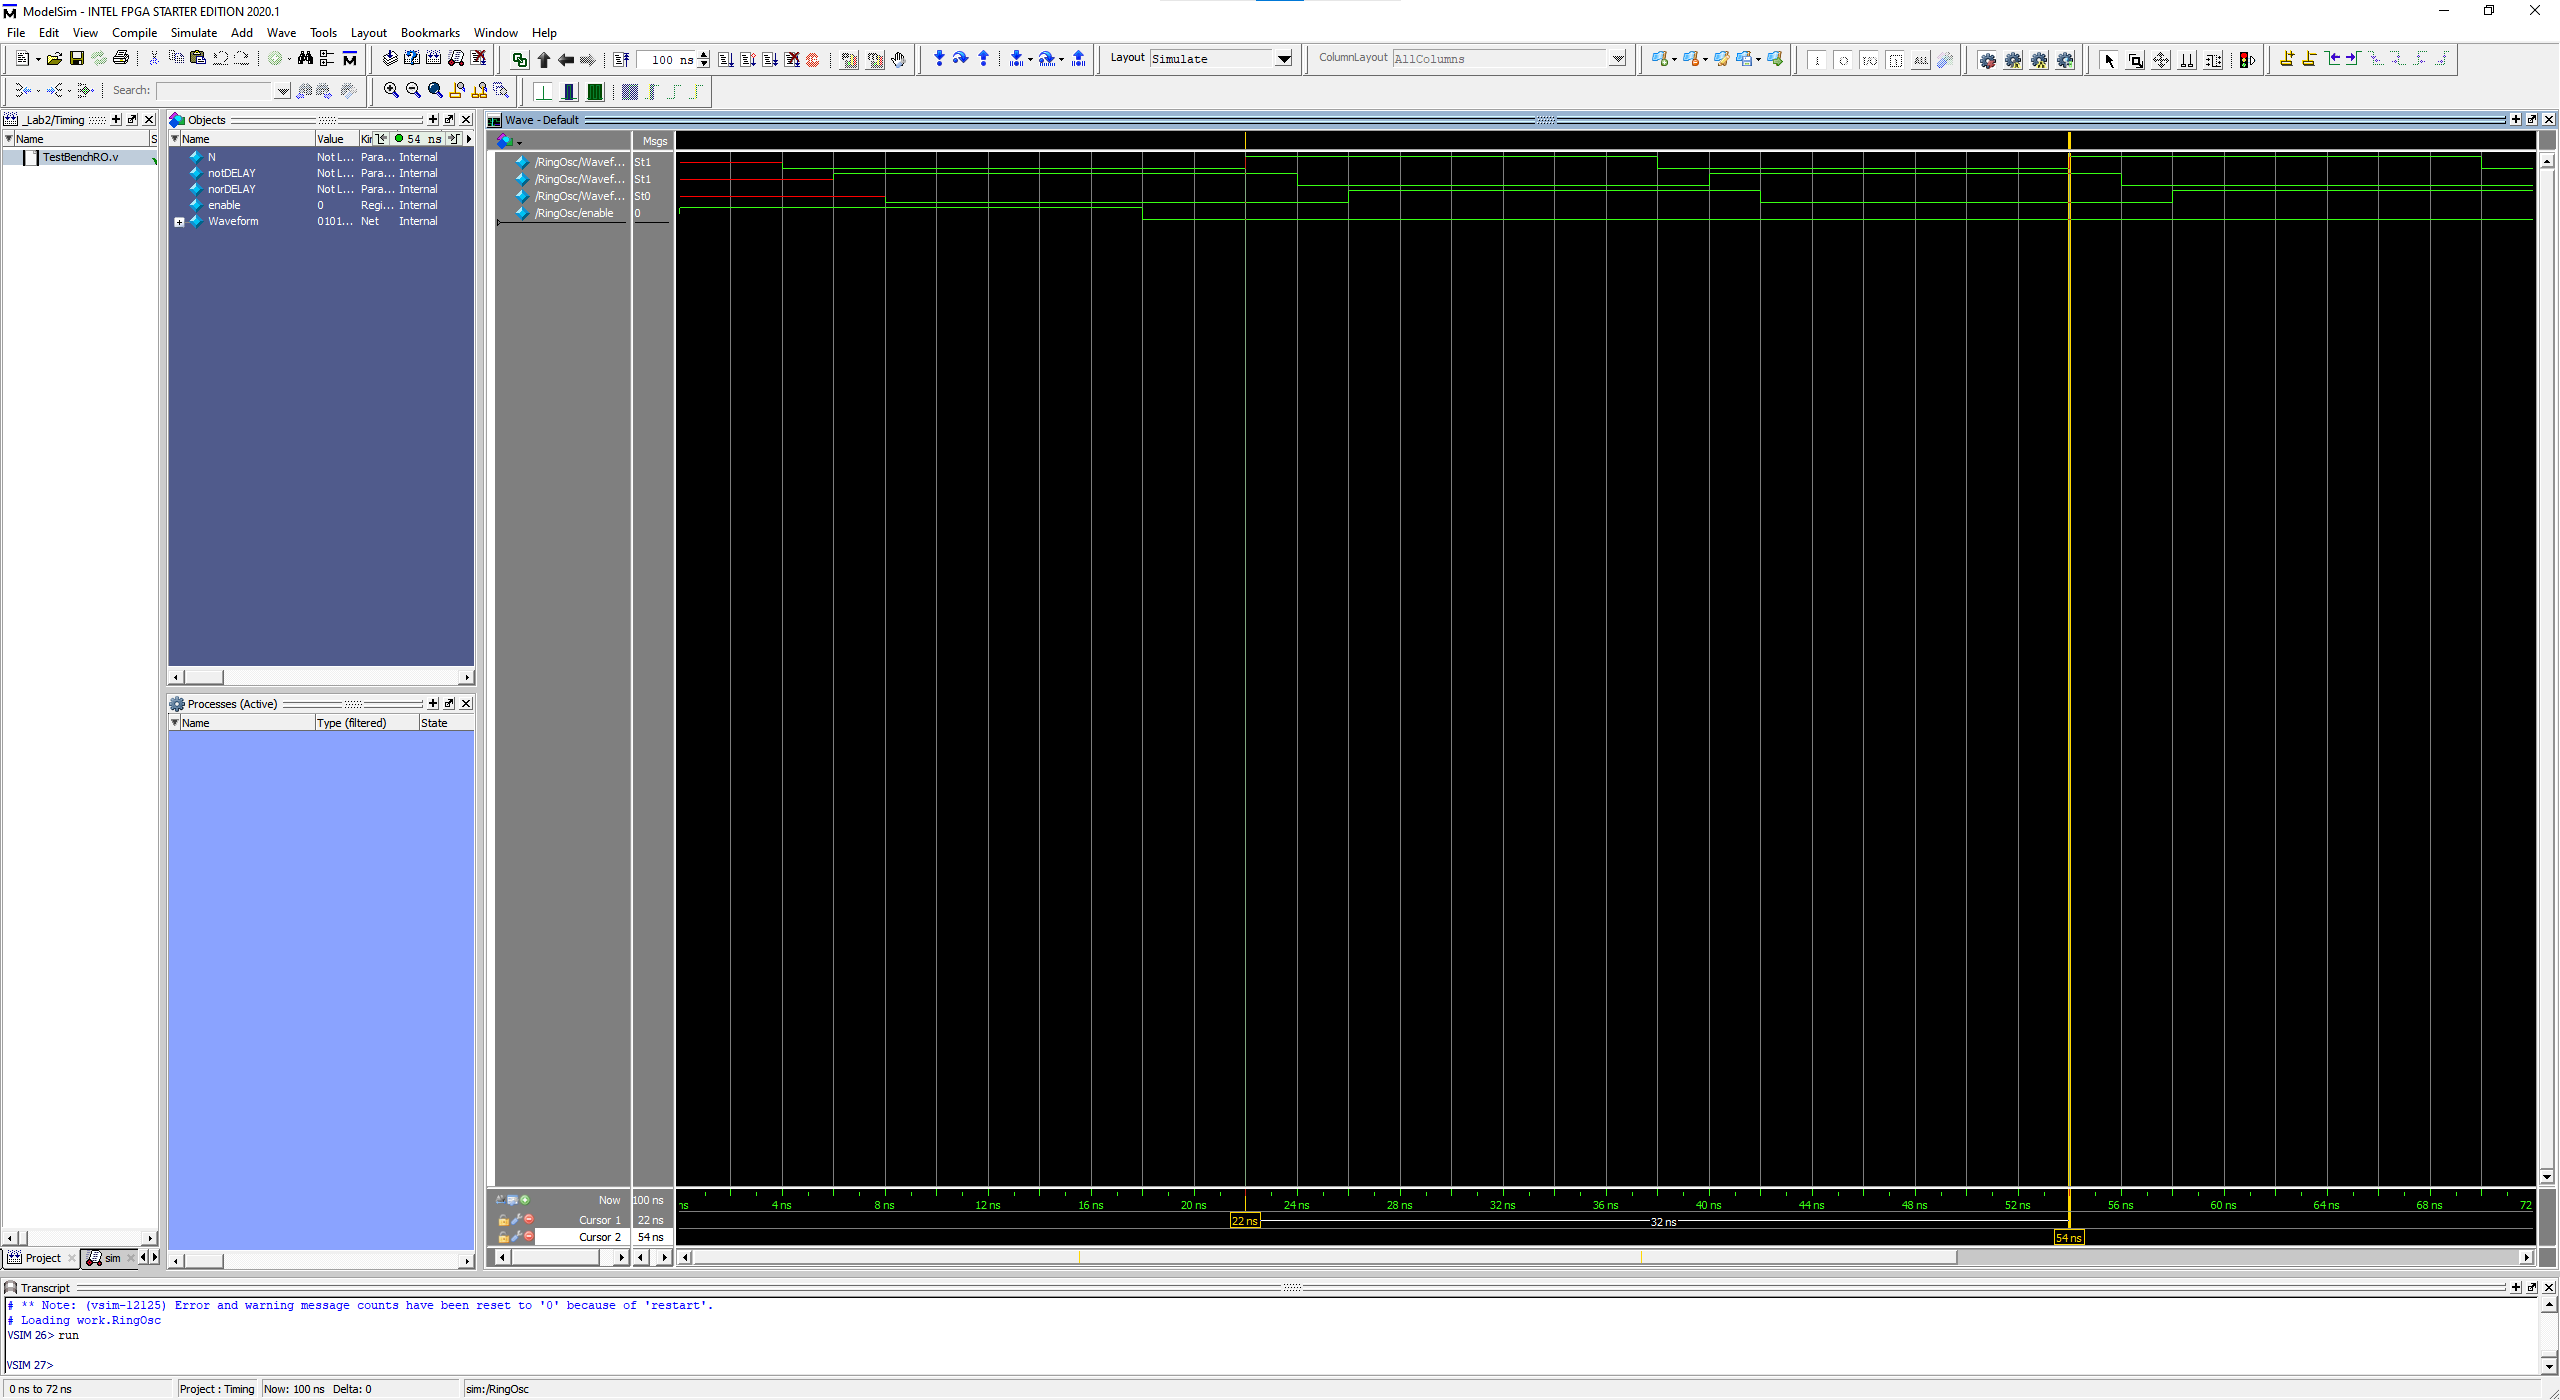 ModelSim - INTEL FPGA STARTER EDITION 2020.1
File Edit View Compile Simulate Add Wave Tools Layout Bookmarks Window Help
100 ns
Layout Simulate
ColumnLayout AllColumns
Search:
_Lab2/Timing
Name S
TestBenchRO.v
Objects
Name Value Kir 54 ns
N Not L... Para... Internal
notDELAY Not L... Para... Internal
norDELAY Not L... Para... Internal
enable 0 Regi... Internal
Waveform 0101... Net Internal
Processes (Active)
Name Type (filtered) State
Wave - Default
Msgs
/RingOsc/Wavef... St1
/RingOsc/Wavef... St1
/RingOsc/Wavef... St0
/RingOsc/enable 0
Now 100 ns
ns 4 ns 8 ns 12 ns 16 ns 20 ns 24 ns 28 ns 32 ns 36 ns 40 ns 44 ns 48 ns 52 ns 56 ns 60 ns 64 ns 68 ns 72
Cursor 1 22 ns
22 ns 32 ns
Cursor 2 54 ns
54 ns
Project sim
Transcript
# ** Note: (vsim-12125) Error and warning message counts have been reset to '0' because of 'restart'.
# Loading work.RingOsc
VSIM 26> run
VSIM 27>
0 ns to 72 ns Project : Timing Now: 100 ns Delta: 0 sim:/RingOsc